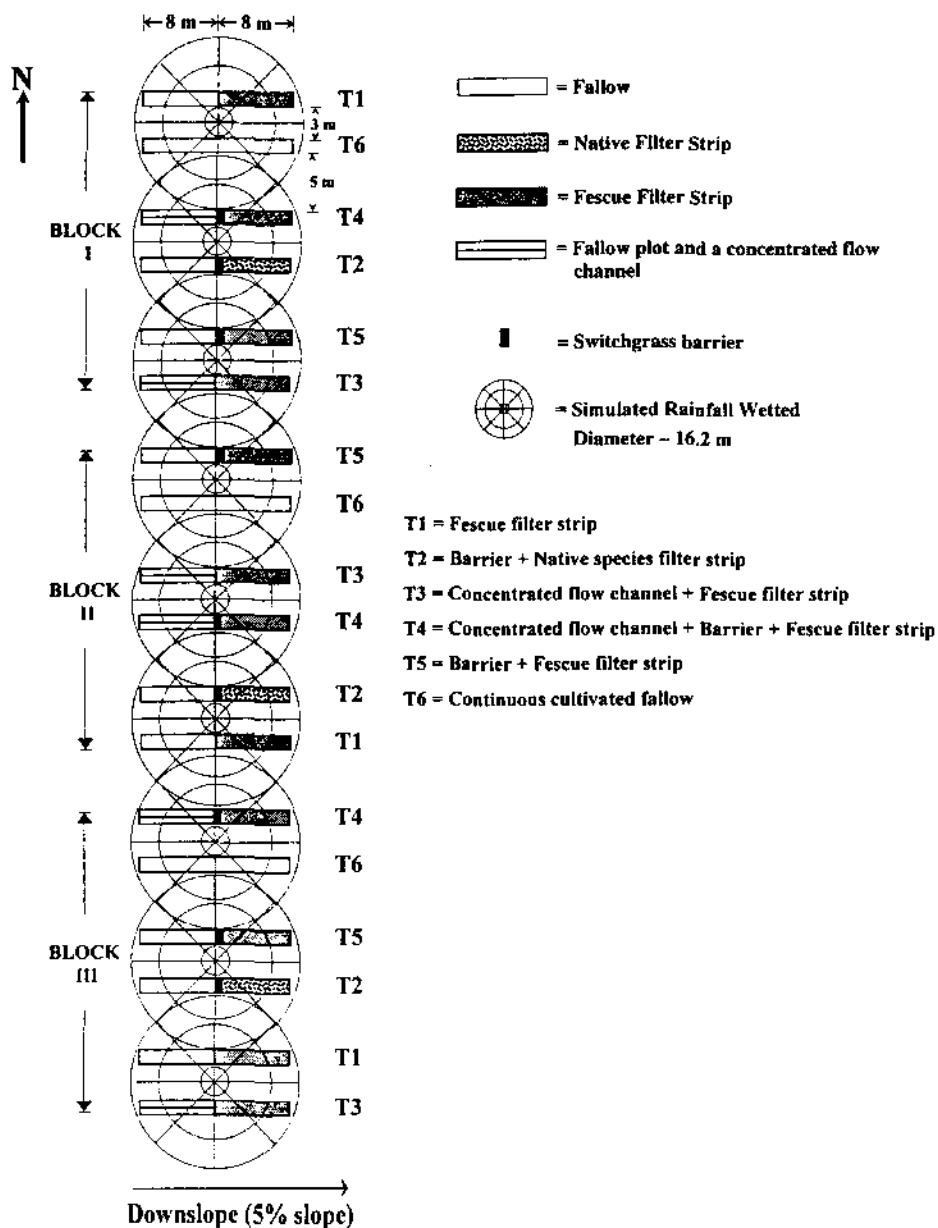 8 m
8 m
N
T1
3 m
T6
5 m
BLOCK
I
T4
T2
T5
T3
BLOCK
II
T5
T6
T3
T4
T2
T1
BLOCK
III
T4
T6
T5
T2
T1
T3
Downslope (5% slope)
= Fallow
= Native Filter Strip
= Fescue Filter Strip
= Fallow plot and a concentrated flow
channel
= Switchgrass barrier
= Simulated Rainfall Wetted
Diameter ~ 16.2 m
T1 = Fescue filter strip
T2 = Barrier + Native species filter strip
T3 = Concentrated flow channel + Fescue filter strip
T4 = Concentrated flow channel + Barrier + Fescue filter strip
T5 = Barrier + Fescue filter strip
T6 = Continuous cultivated fallow